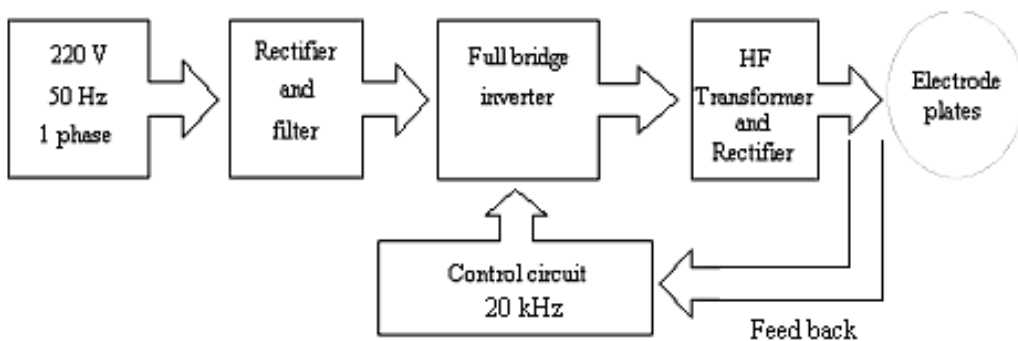 220 V
50 Hz
1 phase
Rectifier
and
filter
Full bridge
inverter
HF
Transformer
and
Rectifier
Electrode
plates
Control circuit
20 kHz
Feed back